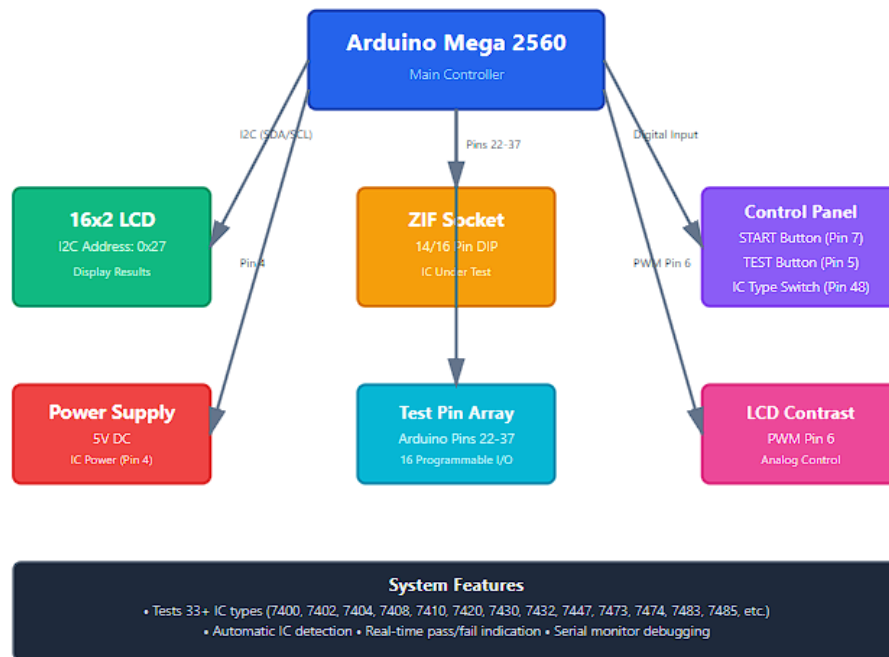 Arduino Mega 2560
Main Controller
I2C (SDA/SCL)
Pins 22-37
Digital Input
16x2 LCD
I2C Address: 0x27
Display Results
ZIF Socket
14/16 Pin DIP
IC Under Test
Control Panel
START Button (Pin 7)
TEST Button (Pin 5)
IC Type Switch (Pin 48)
Pin 4
PWM Pin 6
Power Supply
5V DC
IC Power (Pin 4)
Test Pin Array
Arduino Pins 22-37
16 Programmable I/O
LCD Contrast
PWM Pin 6
Analog Control
System Features
• Tests 33+ IC types (7400, 7402, 7404, 7408, 7410, 7420, 7430, 7432, 7447, 7473, 7474, 7483, 7485, etc.)
• Automatic IC detection • Real-time pass/fail indication • Serial monitor debugging